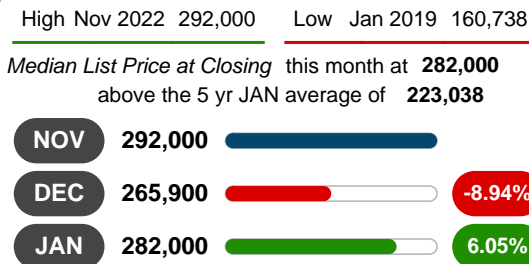 High Nov 2022 292,000 Low Jan 2019 160,738
Median List Price at Closing this month at 282,000
above the 5 yr JAN average of 223,038
NOV 292,000
DEC 265,900 -8.94%
JAN 282,000 6.05%